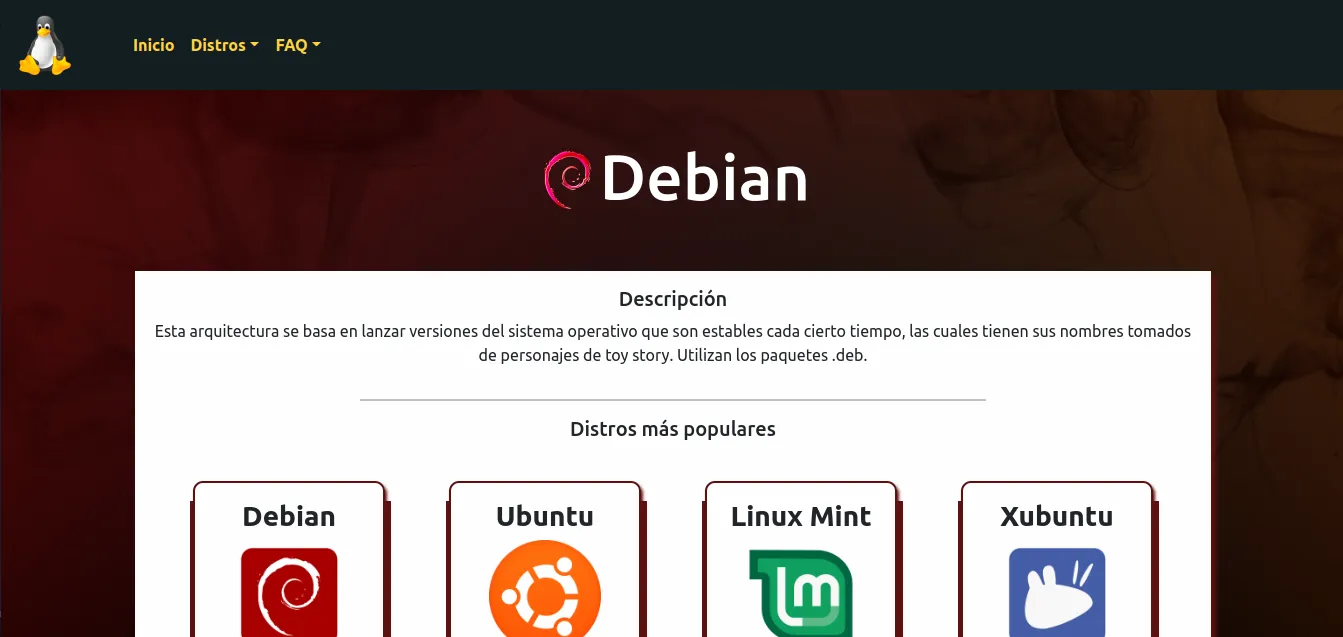 Inicio Distros FAQ
Debian
Descripción
Esta arquitectura se basa en lanzar versiones del sistema operativo que son estables cada cierto tiempo, las cuales tienen sus nombres tomados
de personajes de toy story. Utilizan los paquetes .deb.
Distros más populares
Debian Ubuntu Linux Mint Xubuntu
lm